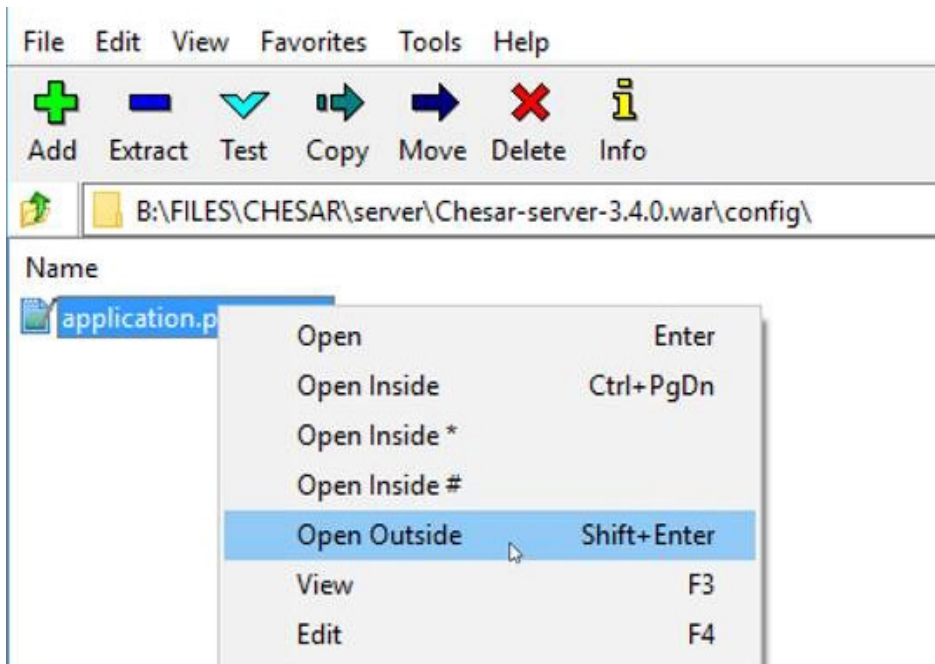 File Edit View Favorites Tools Help
Add Extract Test Copy Move Delete Info
B:\FILES\CHESAR\server\Chesar-server-3.4.0.war\config\
Name
application.p
Open Enter
Open Inside Ctrl+PgDn
Open Inside *
Open Inside #
Open Outside Shift+Enter
View F3
Edit F4